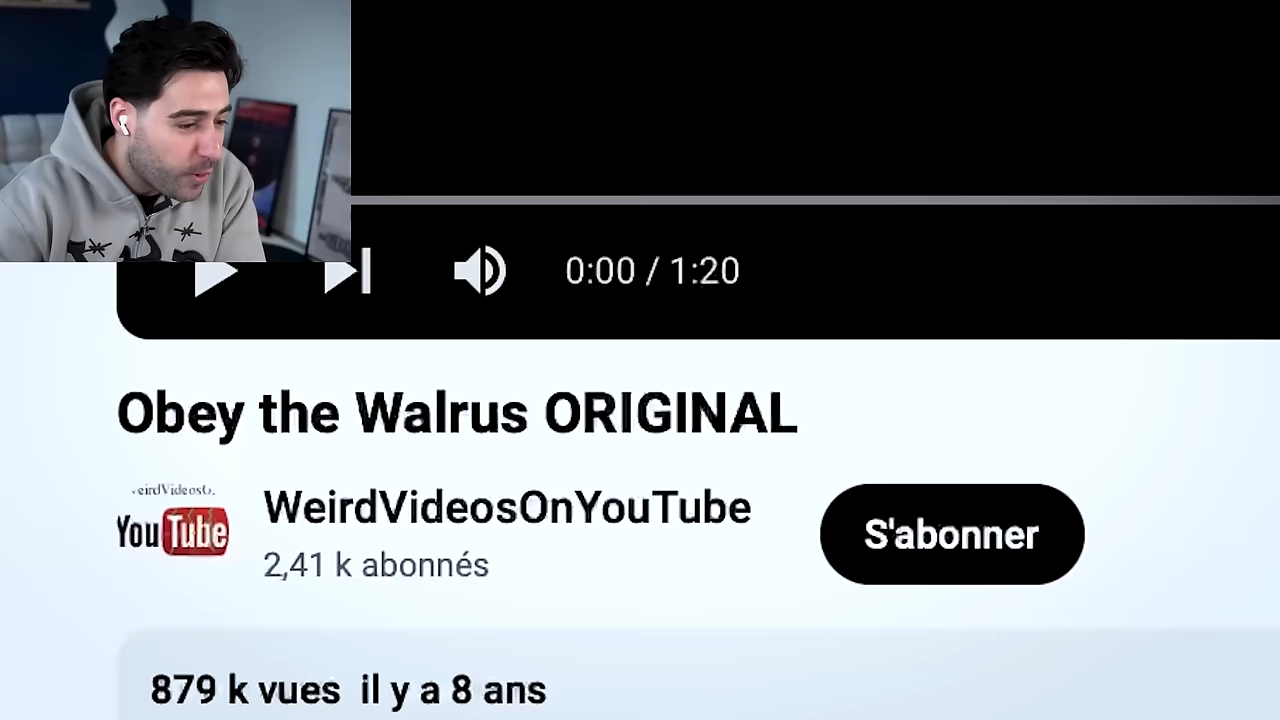 0:00 / 1:20
Obey the Walrus ORIGINAL
WeirdVideosOnYouTube
YouTube
2,41 k abonnés
S'abonner
879 k vues il y a 8 ans